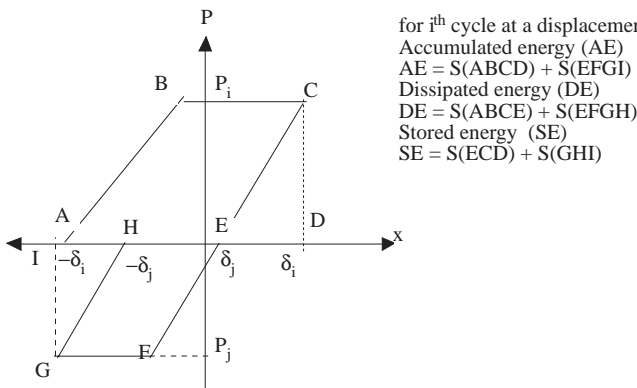 P
for iᵗʰ cycle at a displacemen
Accumulated energy (AE)
AE = S(ABCD) + S(EFGI)
Dissipated energy (DE)
DE = S(ABCE) + S(EFGH)
Stored energy (SE)
SE = S(ECD) + S(GHI)
B
Pᵢ
C
A
H
E
D
x
I
−δᵢ
−δⱼ
δⱼ
δᵢ
F
Pⱼ
G